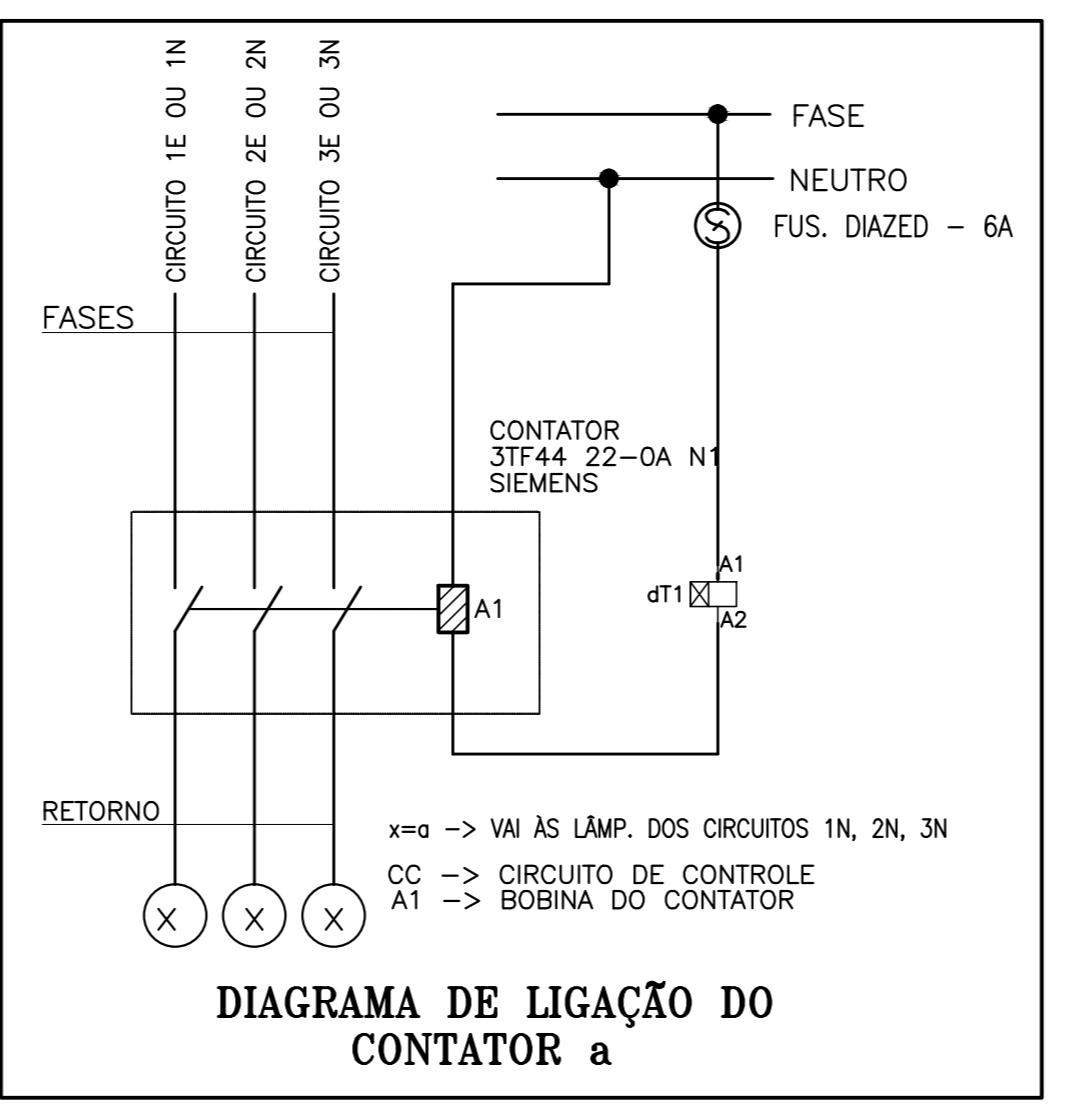 CIRCUITO 1E OU 1N
CIRCUITO 2E OU 2N
CIRCUITO 3E OU 3N
FASE
NEUTRO
FUS. DIAZED - 6A
FASES
CONTATOR
3TF44 22-0A N1
SIEMENS
A1
dT1
A2
A1
RETORNO
x=a -> VAI ÀS LÂMP. DOS CIRCUITOS 1N, 2N, 3N
CC -> CIRCUITO DE CONTROLE
A1 -> BOBINA DO CONTATOR
X X X
DIAGRAMA DE LIGAÇÃO DO
CONTATOR a